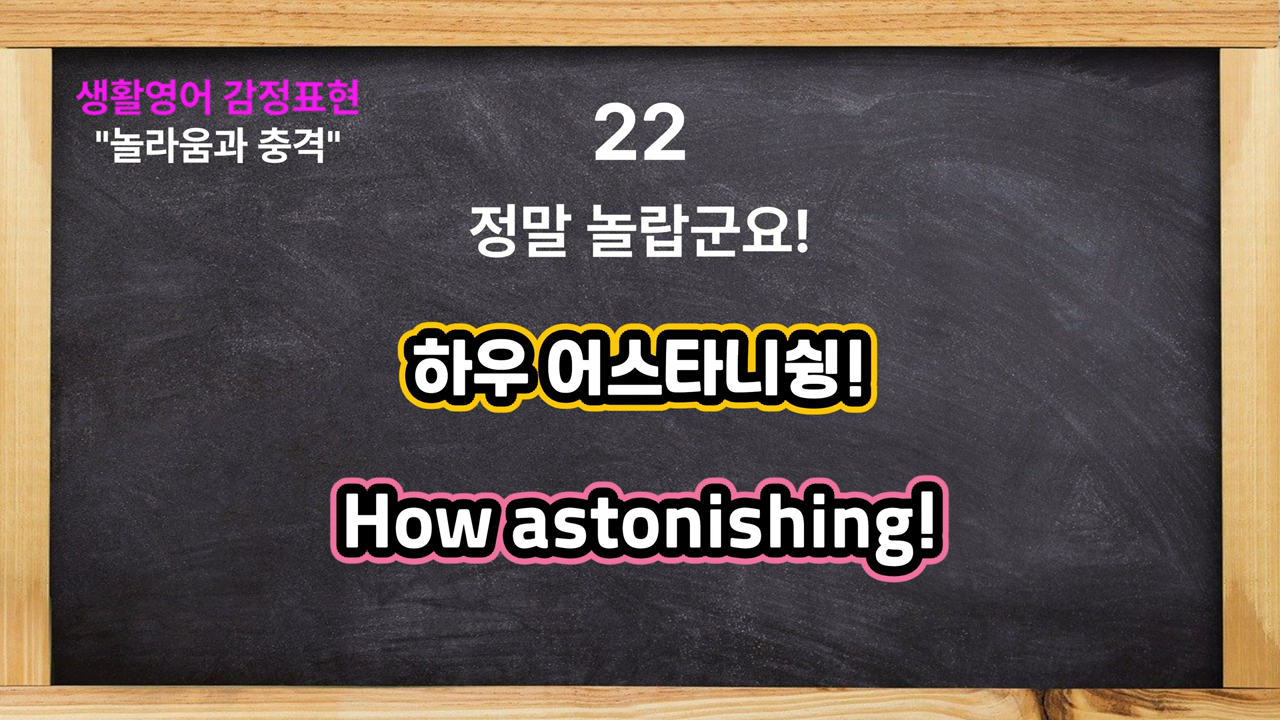 생활영어 감정표현
"놀라움과 충격"
22
정말 놀랍군요!
하우 어스타니슁!
How astonishing!